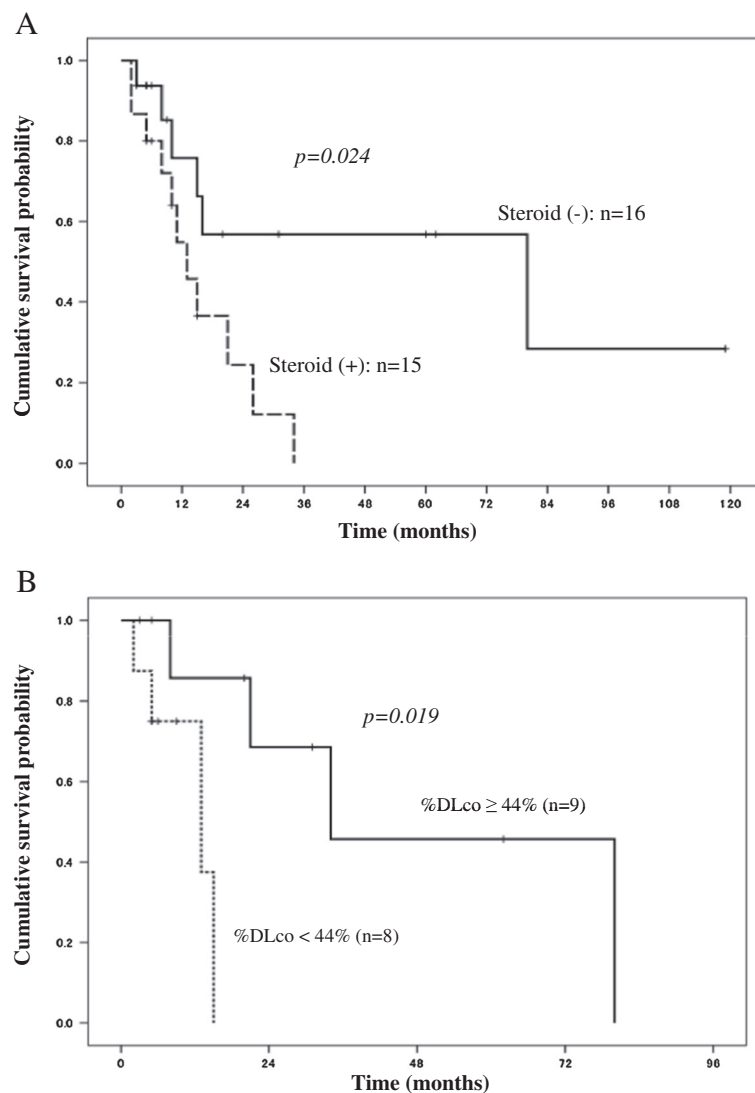 A
1.0
0.8
0.6
0.4
0.2
0.0
Cumulative survival probability
p=0.024
Steroid (-): n=16
Steroid (+): n=15
0 12 24 36 48 60 72 84 96 108 120
Time (months)
B
1.0
0.8
0.6
0.4
0.2
0.0
Cumulative survival probability
p=0.019
%DLco ≥ 44% (n=9)
%DLco < 44% (n=8)
0 24 48 72 96
Time (months)